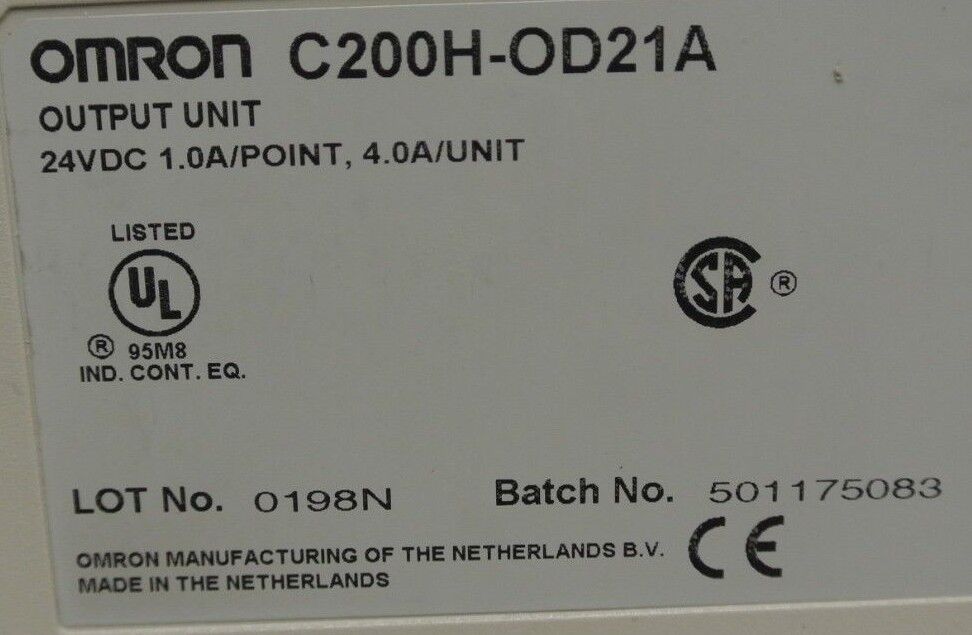 OMRON C200H-OD21A
OUTPUT UNIT
24VDC 1.0A/POINT, 4.0A/UNIT
LISTED
UL
® 95M8
IND. CONT. EQ.
CSA ®
LOT No. 0198N Batch No. 501175083
OMRON MANUFACTURING OF THE NETHERLANDS B.V.
MADE IN THE NETHERLANDS
CE